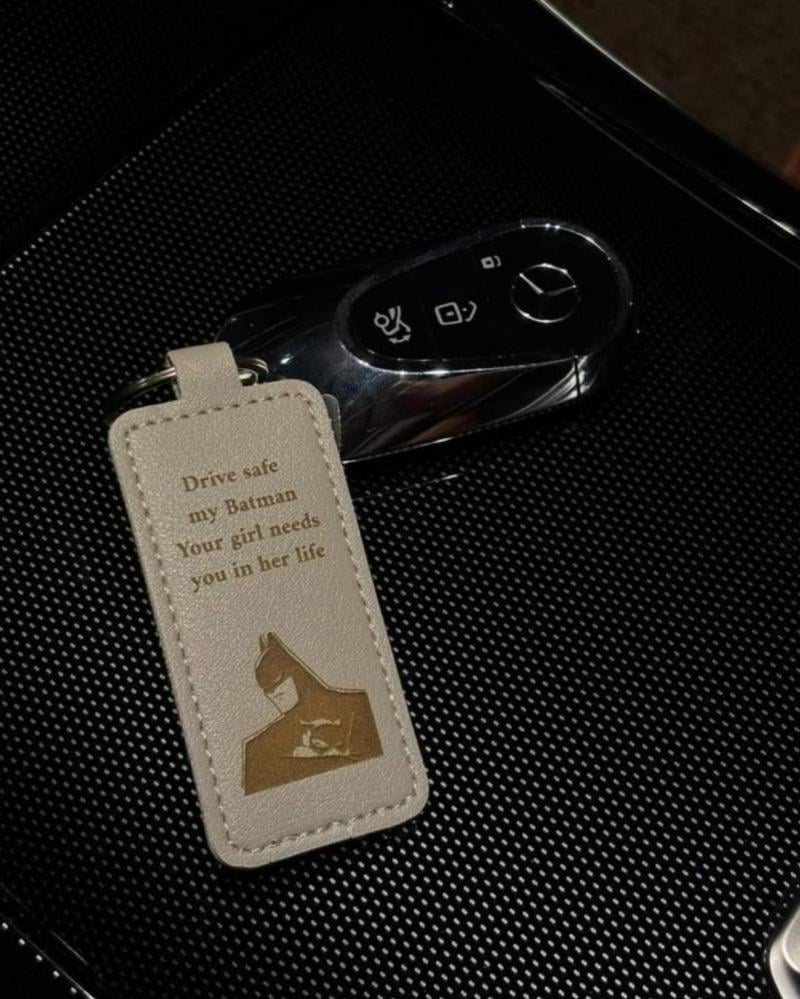 Drive safe
my Batman
Your girl needs
you in her life